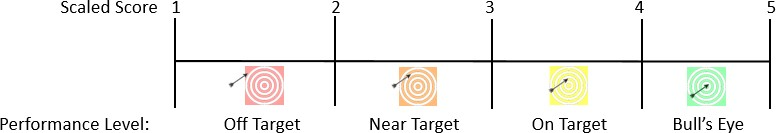 Scaled Score 1 2 3 4 5
Performance Level: Off Target Near Target On Target Bull's Eye